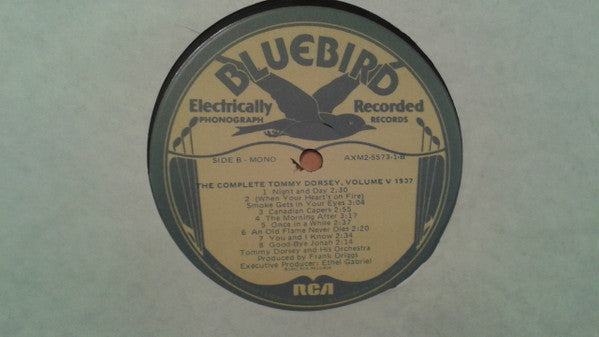 BLUEBIRD
Electrically Recorded
PHONOGRAPH RECORDS
SIDE B - MONO AXM2-5573-1-B
THE COMPLETE TOMMY DORSEY, VOLUME V 1937
1 Night and Day 2:30
2 (When Your Heart's on Fire)
Smoke Gets in Your Eyes 3:04
3 Canadian Capers 2:55
4 The Morning After 3:17
5 Once in a While 2:37
6 An Old Flame Never Dies 2:20
7 You and I Know 2:34
8 Good-Bye Jonah 2:14
Tommy Dorsey and His Orchestra
Produced by Frank Driggs
Executive Producer: Ethel Gabriel
RCA